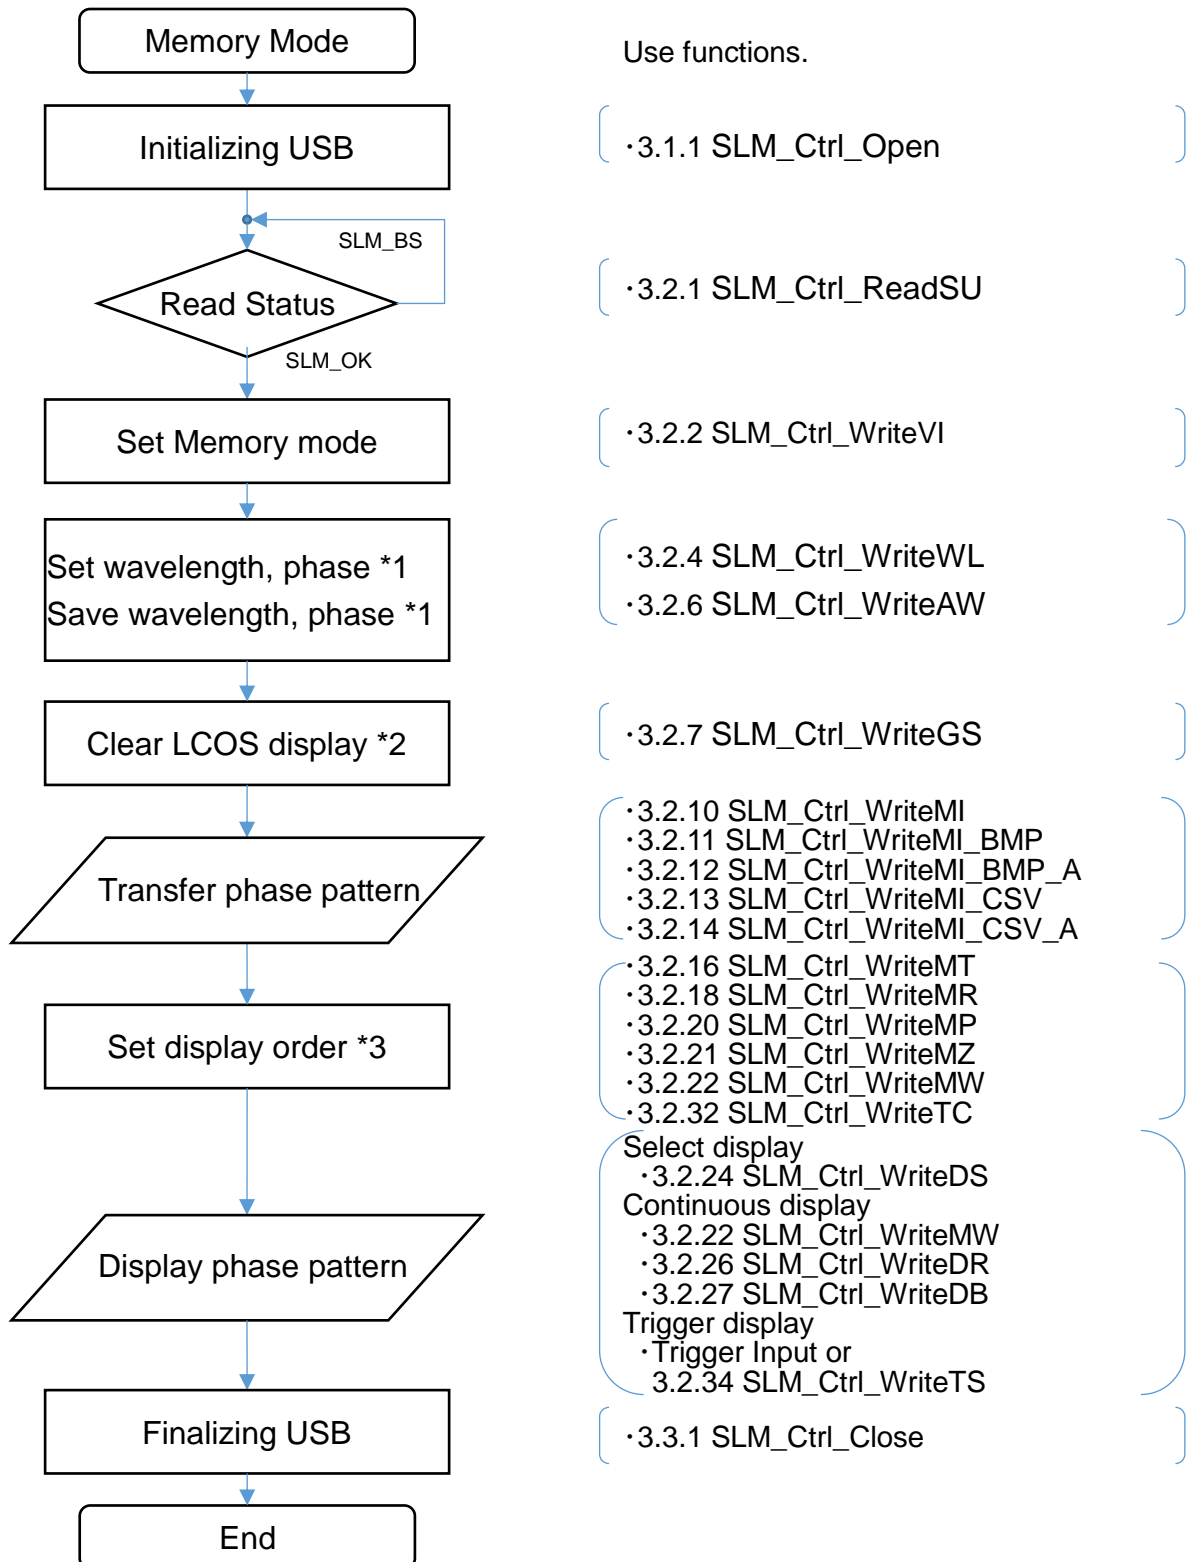 Memory Mode
Use functions.
Initializing USB
・3.1.1 SLM_Ctrl_Open
SLM_BS
Read Status
・3.2.1 SLM_Ctrl_ReadSU
SLM_OK
Set Memory mode
・3.2.2 SLM_Ctrl_WriteVI
Set wavelength, phase *1
Save wavelength, phase *1
・3.2.4 SLM_Ctrl_WriteWL
・3.2.6 SLM_Ctrl_WriteAW
Clear LCOS display *2
・3.2.7 SLM_Ctrl_WriteGS
Transfer phase pattern
・3.2.10 SLM_Ctrl_WriteMI
・3.2.11 SLM_Ctrl_WriteMI_BMP
・3.2.12 SLM_Ctrl_WriteMI_BMP_A
・3.2.13 SLM_Ctrl_WriteMI_CSV
・3.2.14 SLM_Ctrl_WriteMI_CSV_A
Set display order *3
・3.2.16 SLM_Ctrl_WriteMT
・3.2.18 SLM_Ctrl_WriteMR
・3.2.20 SLM_Ctrl_WriteMP
・3.2.21 SLM_Ctrl_WriteMZ
・3.2.22 SLM_Ctrl_WriteMW
・3.2.32 SLM_Ctrl_WriteTC
Display phase pattern
Select display
・3.2.24 SLM_Ctrl_WriteDS
Continuous display
・3.2.22 SLM_Ctrl_WriteMW
・3.2.26 SLM_Ctrl_WriteDR
・3.2.27 SLM_Ctrl_WriteDB
Trigger display
・Trigger Input or
3.2.34 SLM_Ctrl_WriteTS
Finalizing USB
・3.3.1 SLM_Ctrl_Close
End